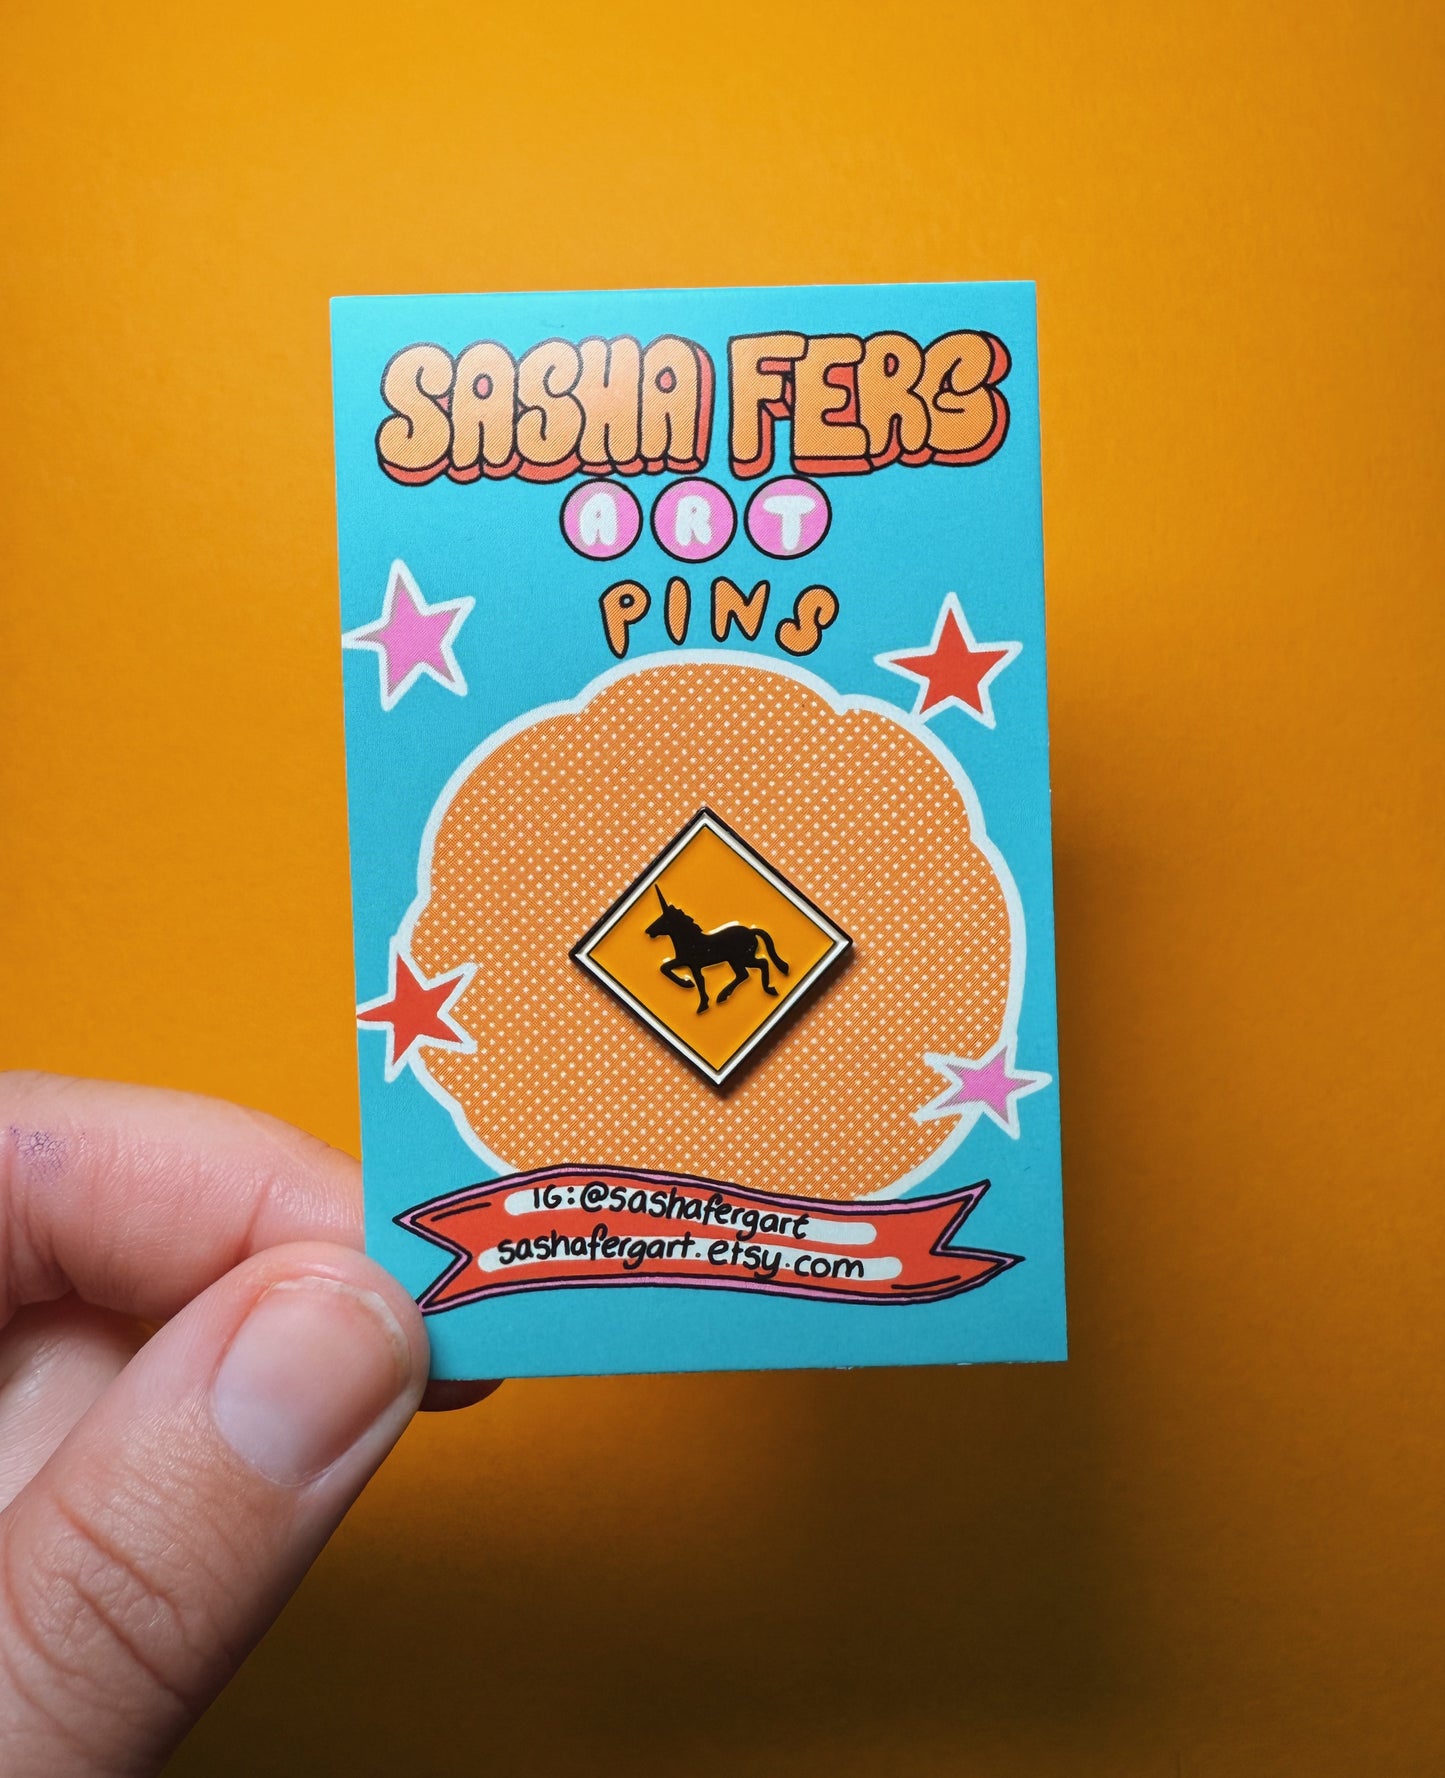 SASHA FERG
ART
PINS
IG:@sashafergart
sashafergart.etsy.com